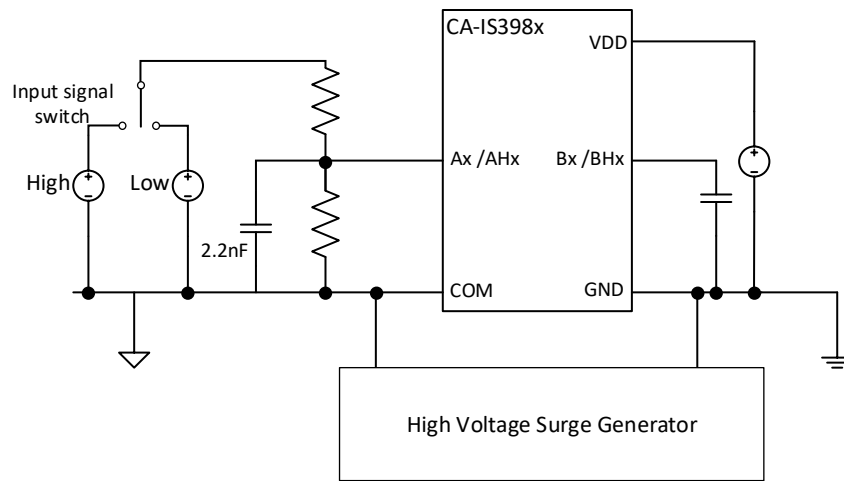 CA-IS398x
VDD
Input signal
switch
Ax /AHx
Bx /BHx
+
-
High
+
-
Low
+
-
2.2nF
COM
GND
High Voltage Surge Generator